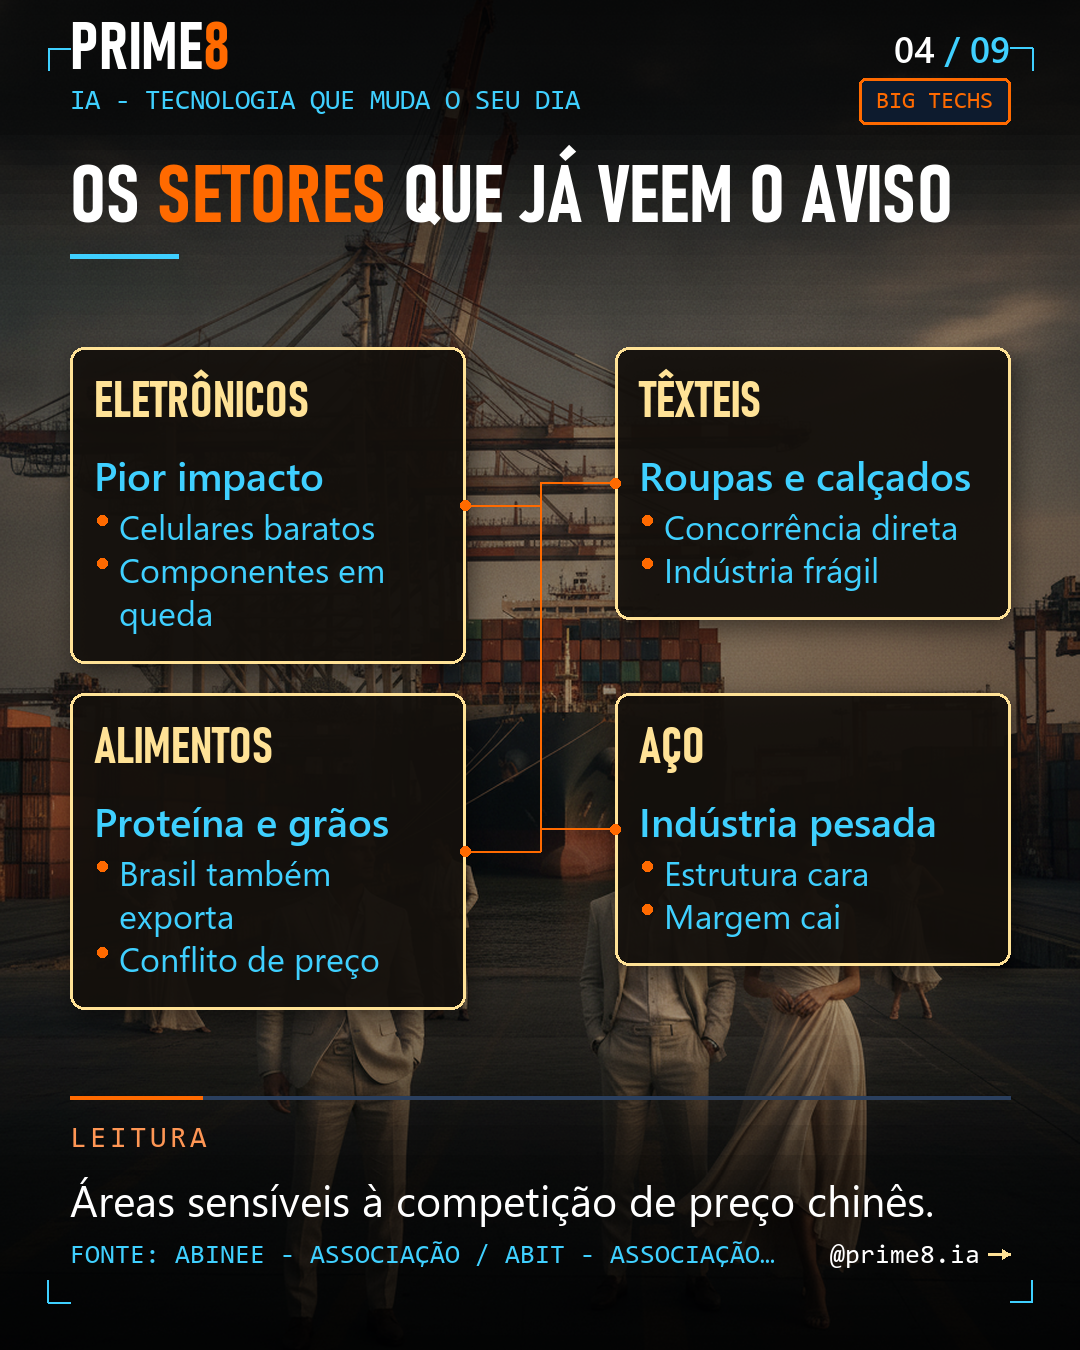 PRIME8
04 / 09
IA - TECNOLOGIA QUE MUDA O SEU DIA
BIG TECHS
OS SETORES QUE JÁ VEEM O AVISO
ELETRÔNICOS
Pior impacto
• Celulares baratos
• Componentes em
queda
TÊXTEIS
Roupas e calçados
• Concorrência direta
• Indústria frágil
ALIMENTOS
Proteína e grãos
• Brasil também
exporta
• Conflito de preço
AÇO
Indústria pesada
• Estrutura cara
• Margem cai
LEITURA
Áreas sensíveis à competição de preço chinês.
FONTE: ABINEE - ASSOCIAÇÃO / ABIT - ASSOCIAÇÃO…
@prime8.ia